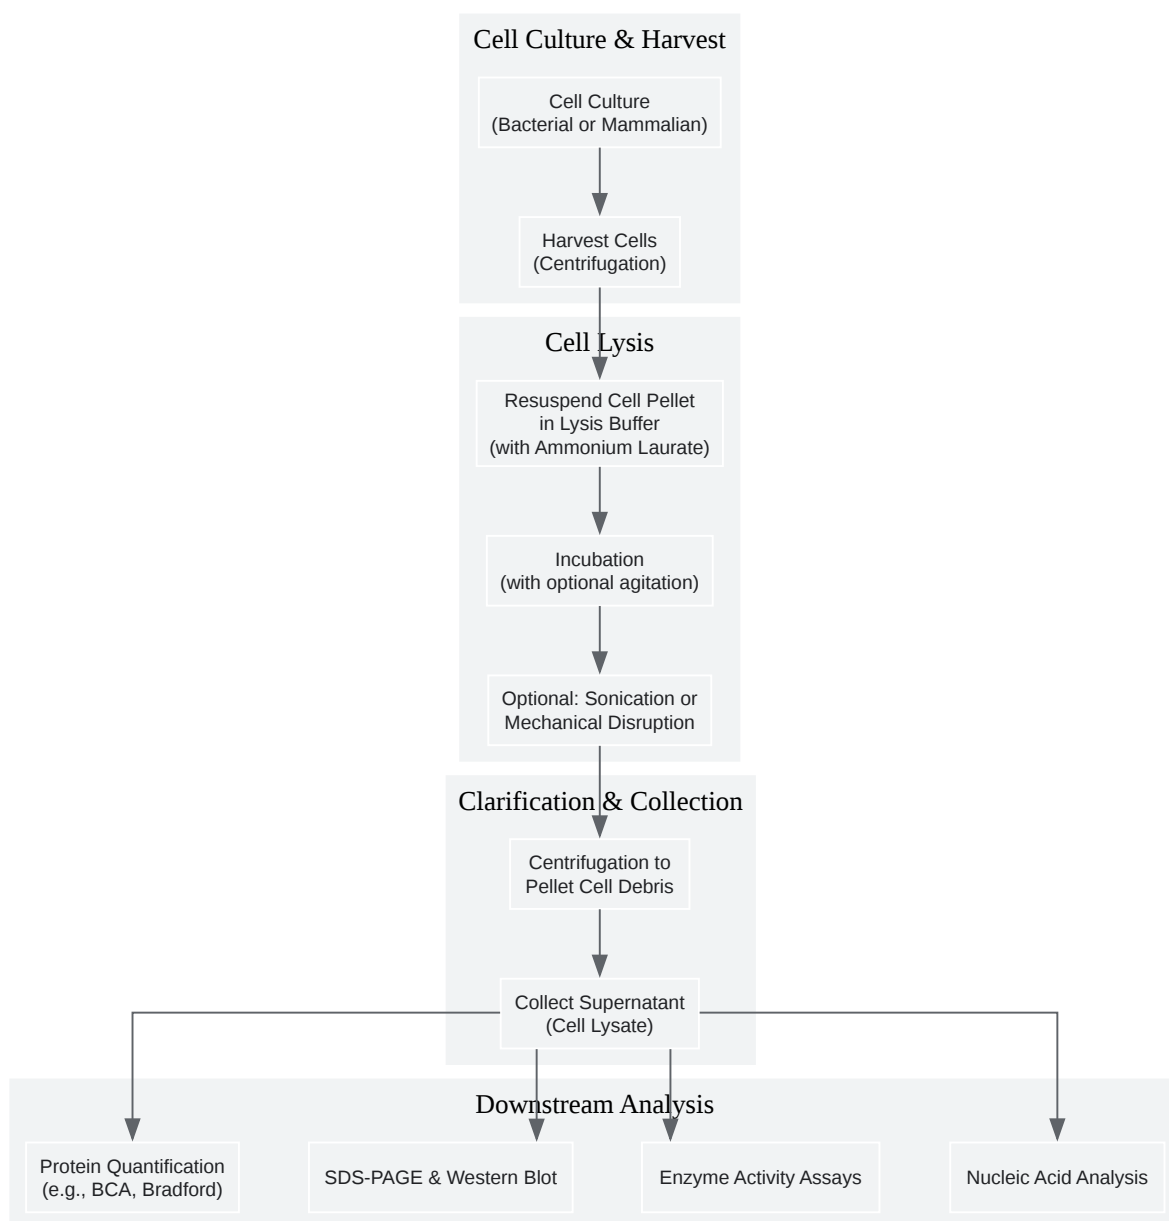 Cell Culture & Harvest
Cell Culture
(Bacterial or Mammalian)
Harvest Cells
(Centrifugation)
Cell Lysis
Resuspend Cell Pellet
in Lysis Buffer
(with Ammonium Laurate)
Incubation
(with optional agitation)
Optional: Sonication or
Mechanical Disruption
Clarification & Collection
Centrifugation to
Pellet Cell Debris
Collect Supernatant
(Cell Lysate)
Downstream Analysis
Protein Quantification
(e.g., BCA, Bradford)
SDS-PAGE & Western Blot
Enzyme Activity Assays
Nucleic Acid Analysis